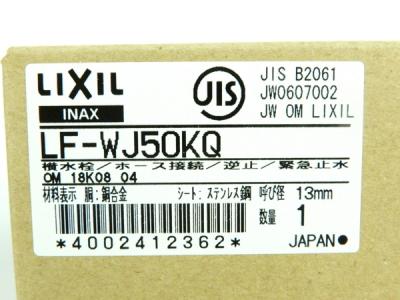 LIXIL
INAX
JIS
JIS B2061
JW0607002
JW OM LIXIL
LF-WJ50KQ
横水栓／ホース接続／逆止／緊急止水
OM 18K08 04
材料表示 胴：銅合金 シート：ステンレス鋼 呼び径 13mm
数量 1
*4002412362* JAPAN●